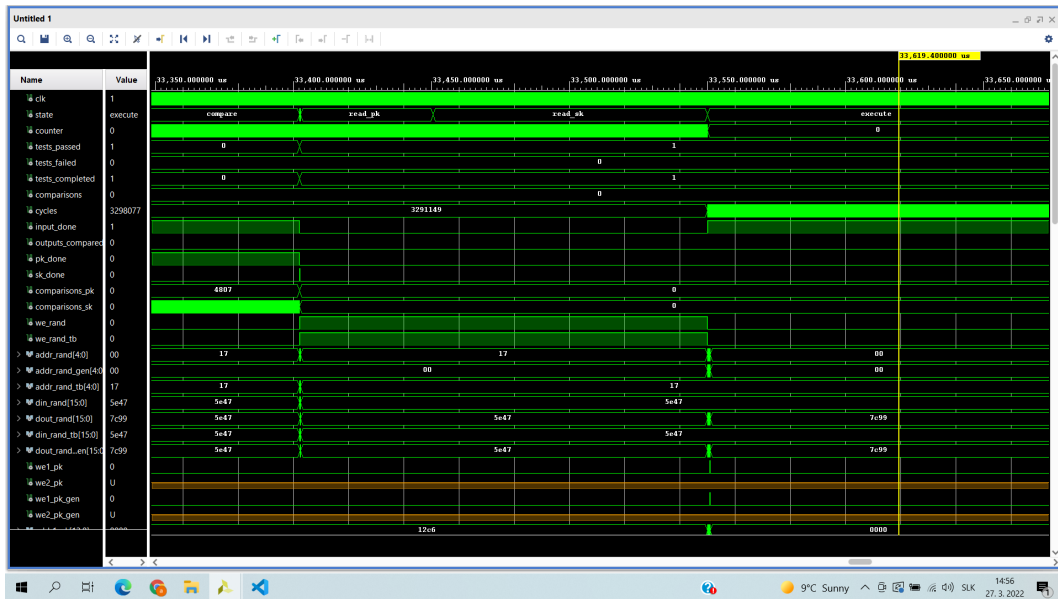 Untitled 1
33,619.400000 us
Name Value 33,350.000000 us 33,400.000000 us 33,450.000000 us 33,500.000000 us 33,550.000000 us 33,600.000000 us 33,650.000000 u
clk 1
state execute compare read_pk read_sk execute
counter 0 0
tests_passed 1 0 1
tests_failed 0 0
tests_completed 1 0 1
comparisons 0 0
cycles 3298077 3291149
input_done 1
outputs_compared 0
pk_done 0
sk_done 0
comparisons_pk 0 4807 0
comparisons_sk 0 0
we_rand 0
we_rand_tb 0
addr_rand[4:0] 00 17 17 00
addr_rand_gen[4:0 00 00 00
addr_rand_tb[4:0] 17 17 17
din_rand[15:0] 5e47 5e47 5e47
dout_rand[15:0] 7c99 5e47 5e47 7c99
din_rand_tb[15:0] 5e47 5e47 5e47
dout_rand...en[15:0 7c99 5e47 5e47 7c99
we1_pk 0
we2_pk U
we1_pk_gen 0
we2_pk_gen U
12c6 0000
9°C Sunny SLK 14:56
27. 3. 2022